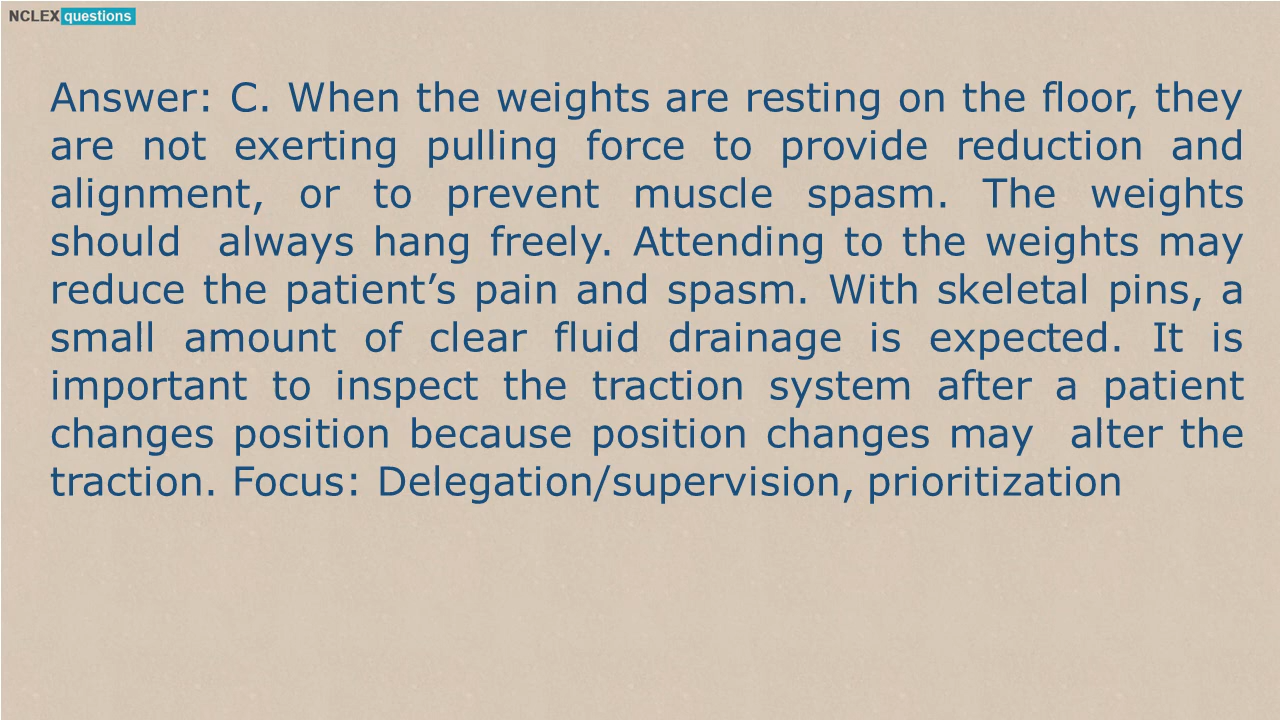 NCLEX questions
Answer: C. When the weights are resting on the floor, they
are not exerting pulling force to provide reduction and
alignment, or to prevent muscle spasm. The weights
should always hang freely. Attending to the weights may
reduce the patient’s pain and spasm. With skeletal pins, a
small amount of clear fluid drainage is expected. It is
important to inspect the traction system after a patient
changes position because position changes may alter the
traction. Focus: Delegation/supervision, prioritization